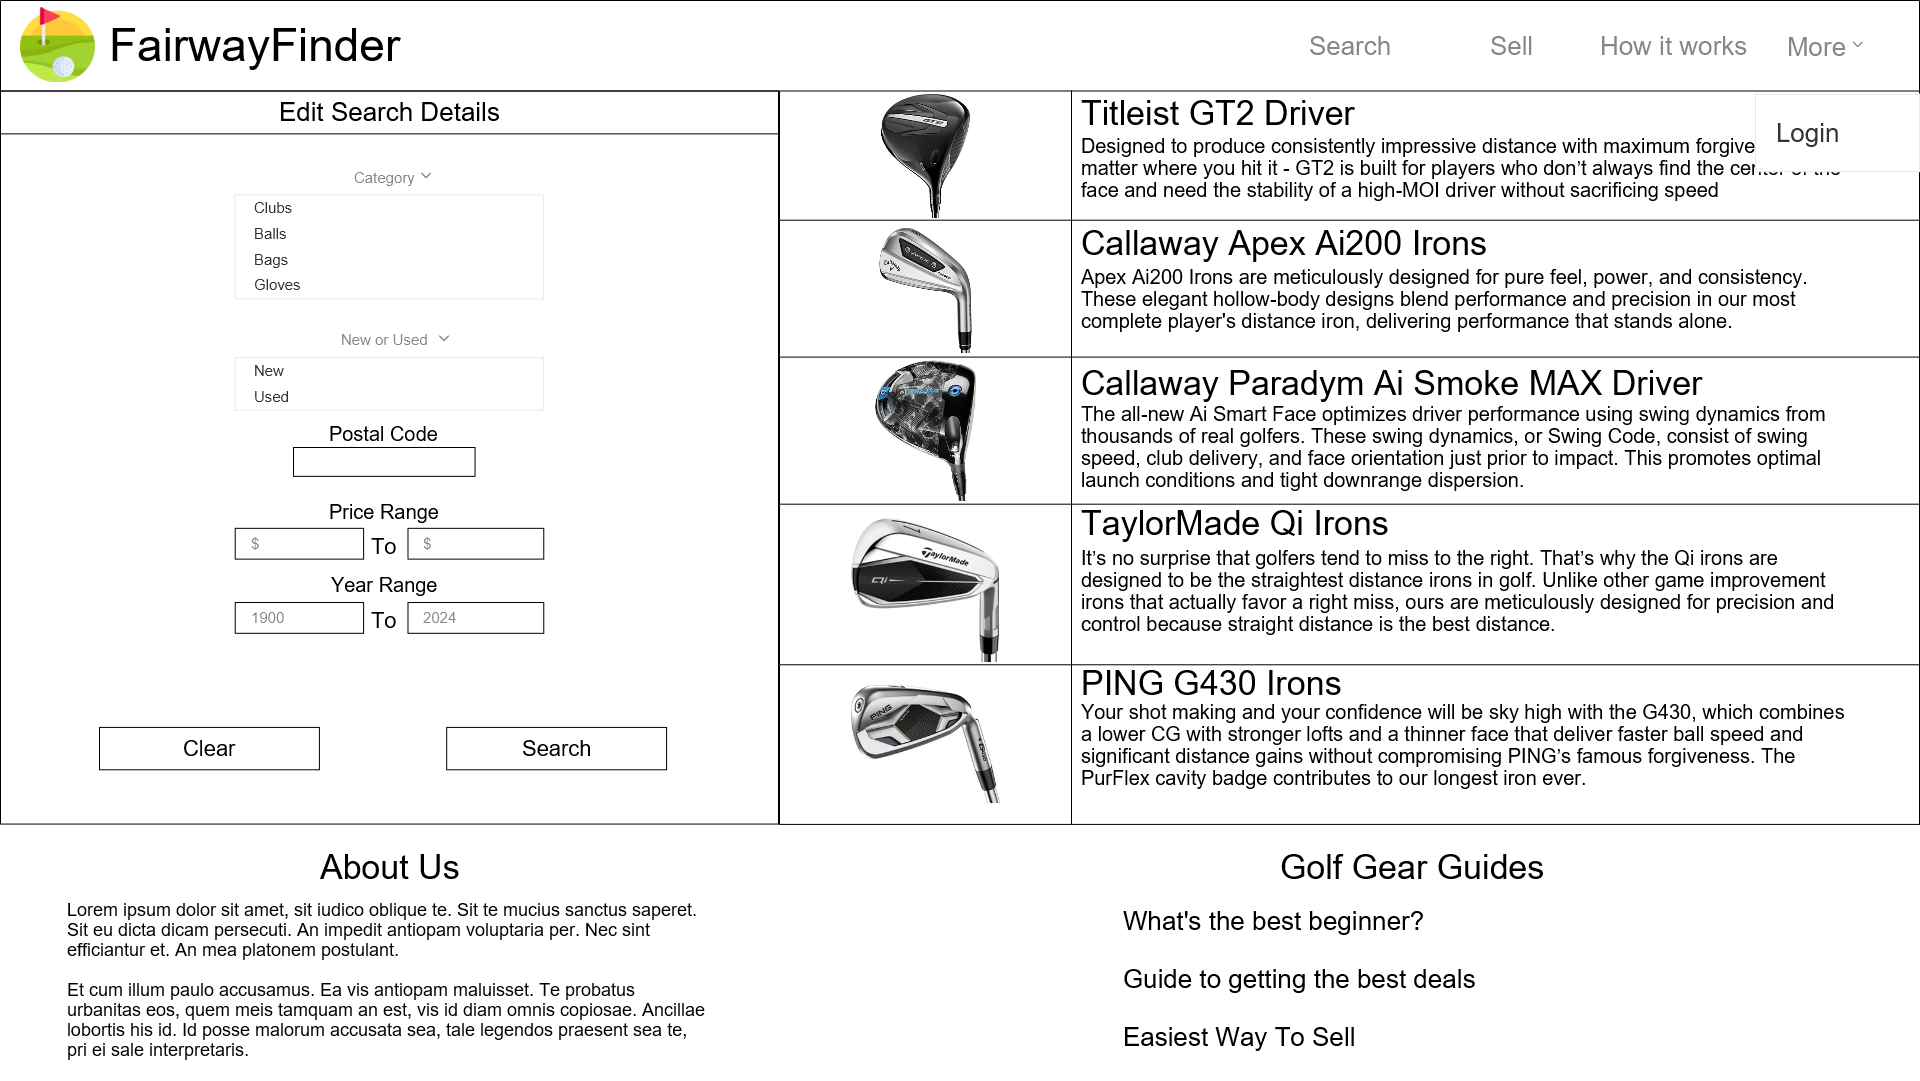 FairwayFinder
Search
Sell
How it works
More
Login
Edit Search Details
Category
Clubs
Balls
Bags
Gloves
New or Used
New
Used
Postal Code
Price Range
$ To $
Year Range
1900 To 2024
Clear
Search
GT2
Titleist GT2 Driver
Designed to produce consistently impressive distance with maximum
matter where you hit it - GT2 is built for players who don’t always find the
face and need the stability of a high-MOI driver without sacrificing speed
APEX
Callaway Apex Ai200 Irons
Apex Ai200 Irons are meticulously designed for pure feel, power, and consistency.
These elegant hollow-body designs blend performance and precision in our most
complete player's distance iron, delivering performance that stands alone.
Callaway Paradym Ai Smoke MAX Driver
The all-new Ai Smart Face optimizes driver performance using swing dynamics from
thousands of real golfers. These swing dynamics, or Swing Code, consist of swing
speed, club delivery, and face orientation just prior to impact. This promotes optimal
launch conditions and tight downrange dispersion.
7
TaylorMade
Qi
TaylorMade Qi Irons
It’s no surprise that golfers tend to miss to the right. That’s why the Qi irons are
designed to be the straightest distance irons in golf. Unlike other game improvement
irons that actually favor a right miss, ours are meticulously designed for precision and
control because straight distance is the best distance.
PING
PING G430 Irons
Your shot making and your confidence will be sky high with the G430, which combines
a lower CG with stronger lofts and a thinner face that deliver faster ball speed and
significant distance gains without compromising PING’s famous forgiveness. The
PurFlex cavity badge contributes to our longest iron ever.
About Us
Lorem ipsum dolor sit amet, sit iudico oblique te. Sit te mucius sanctus saperet.
Sit eu dicta dicam persecuti. An impedit antiopam voluptaria per. Nec sint
efficiantur et. An mea platonem postulant.
Et cum illum paulo accusamus. Ea vis antiopam maluisset. Te probatus
urbanitas eos, quem meis tamquam an est, vis id diam omnis copiosae. Ancillae
lobortis his id. Id posse malorum accusata sea, tale legendos praesent sea te,
pri ei sale interpretaris.
Golf Gear Guides
What's the best beginner?
Guide to getting the best deals
Easiest Way To Sell